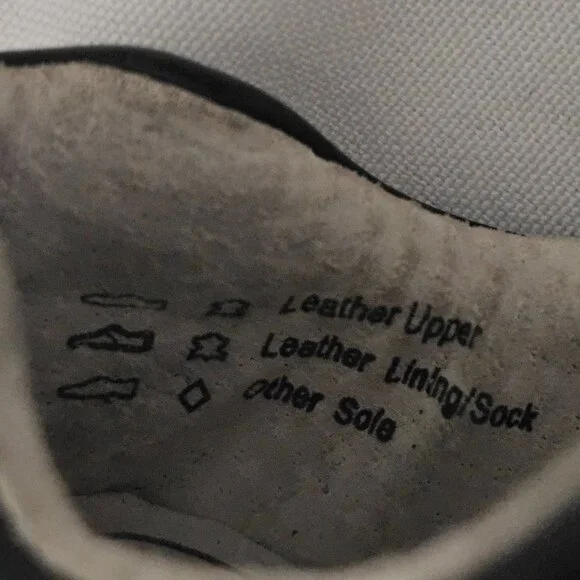 Leather Upper
Leather Lining/Sock
Other Sole